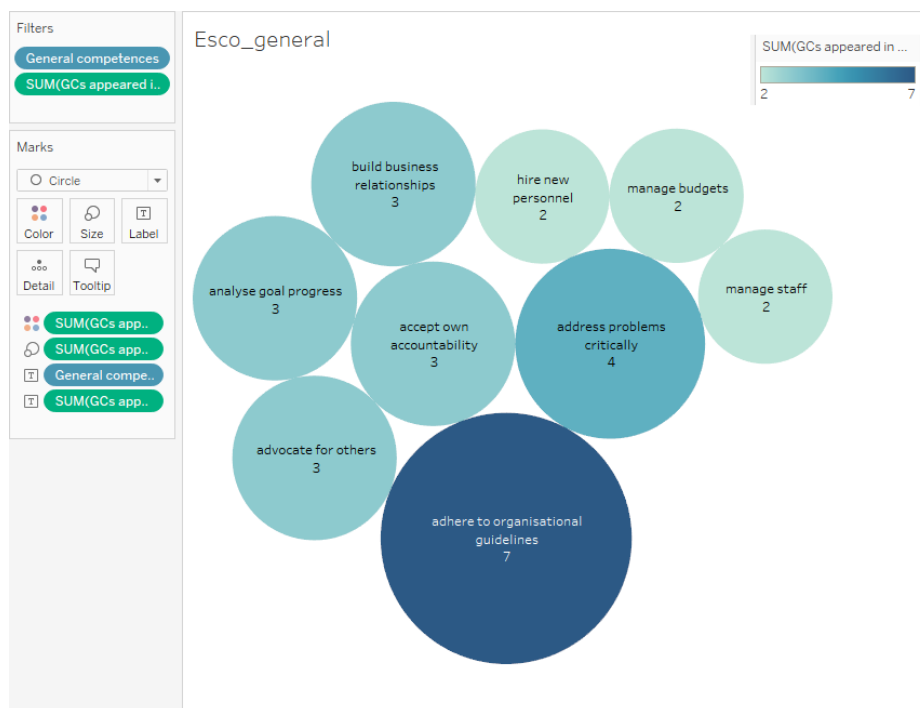 Filters
General competences
SUM(GCs appeared i..
Marks
Circle
Color
Size
Label
Detail
Tooltip
SUM(GCs app..
SUM(GCs app..
General compe..
SUM(GCs app..
Esco_general
SUM(GCs appeared in ...
2
7
build business
relationships
3
hire new
personnel
2
manage budgets
2
analyse goal progress
3
accept own
accountability
3
address problems
critically
4
manage staff
2
advocate for others
3
adhere to organisational
guidelines
7